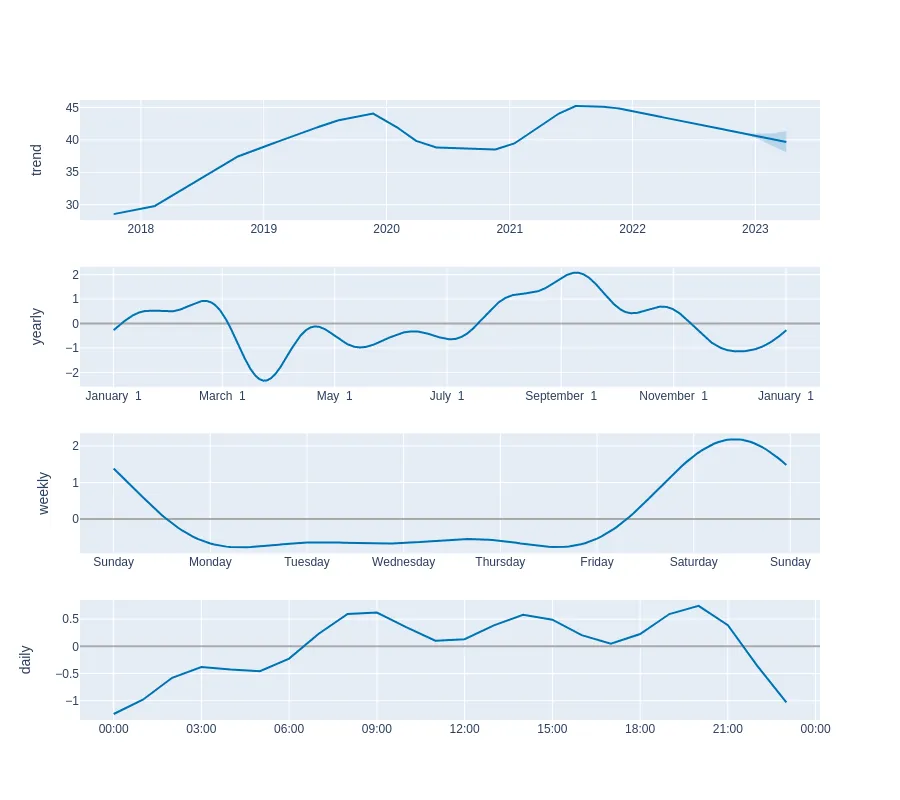 trend
45
40
35
30
2018 2019 2020 2021 2022 2023
yearly
2
1
0
−1
−2
January 1 March 1 May 1 July 1 September 1 November 1 January 1
weekly
2
1
0
Sunday Monday Tuesday Wednesday Thursday Friday Saturday Sunday
daily
0.5
0
−0.5
−1
00:00 03:00 06:00 09:00 12:00 15:00 18:00 21:00 00:00